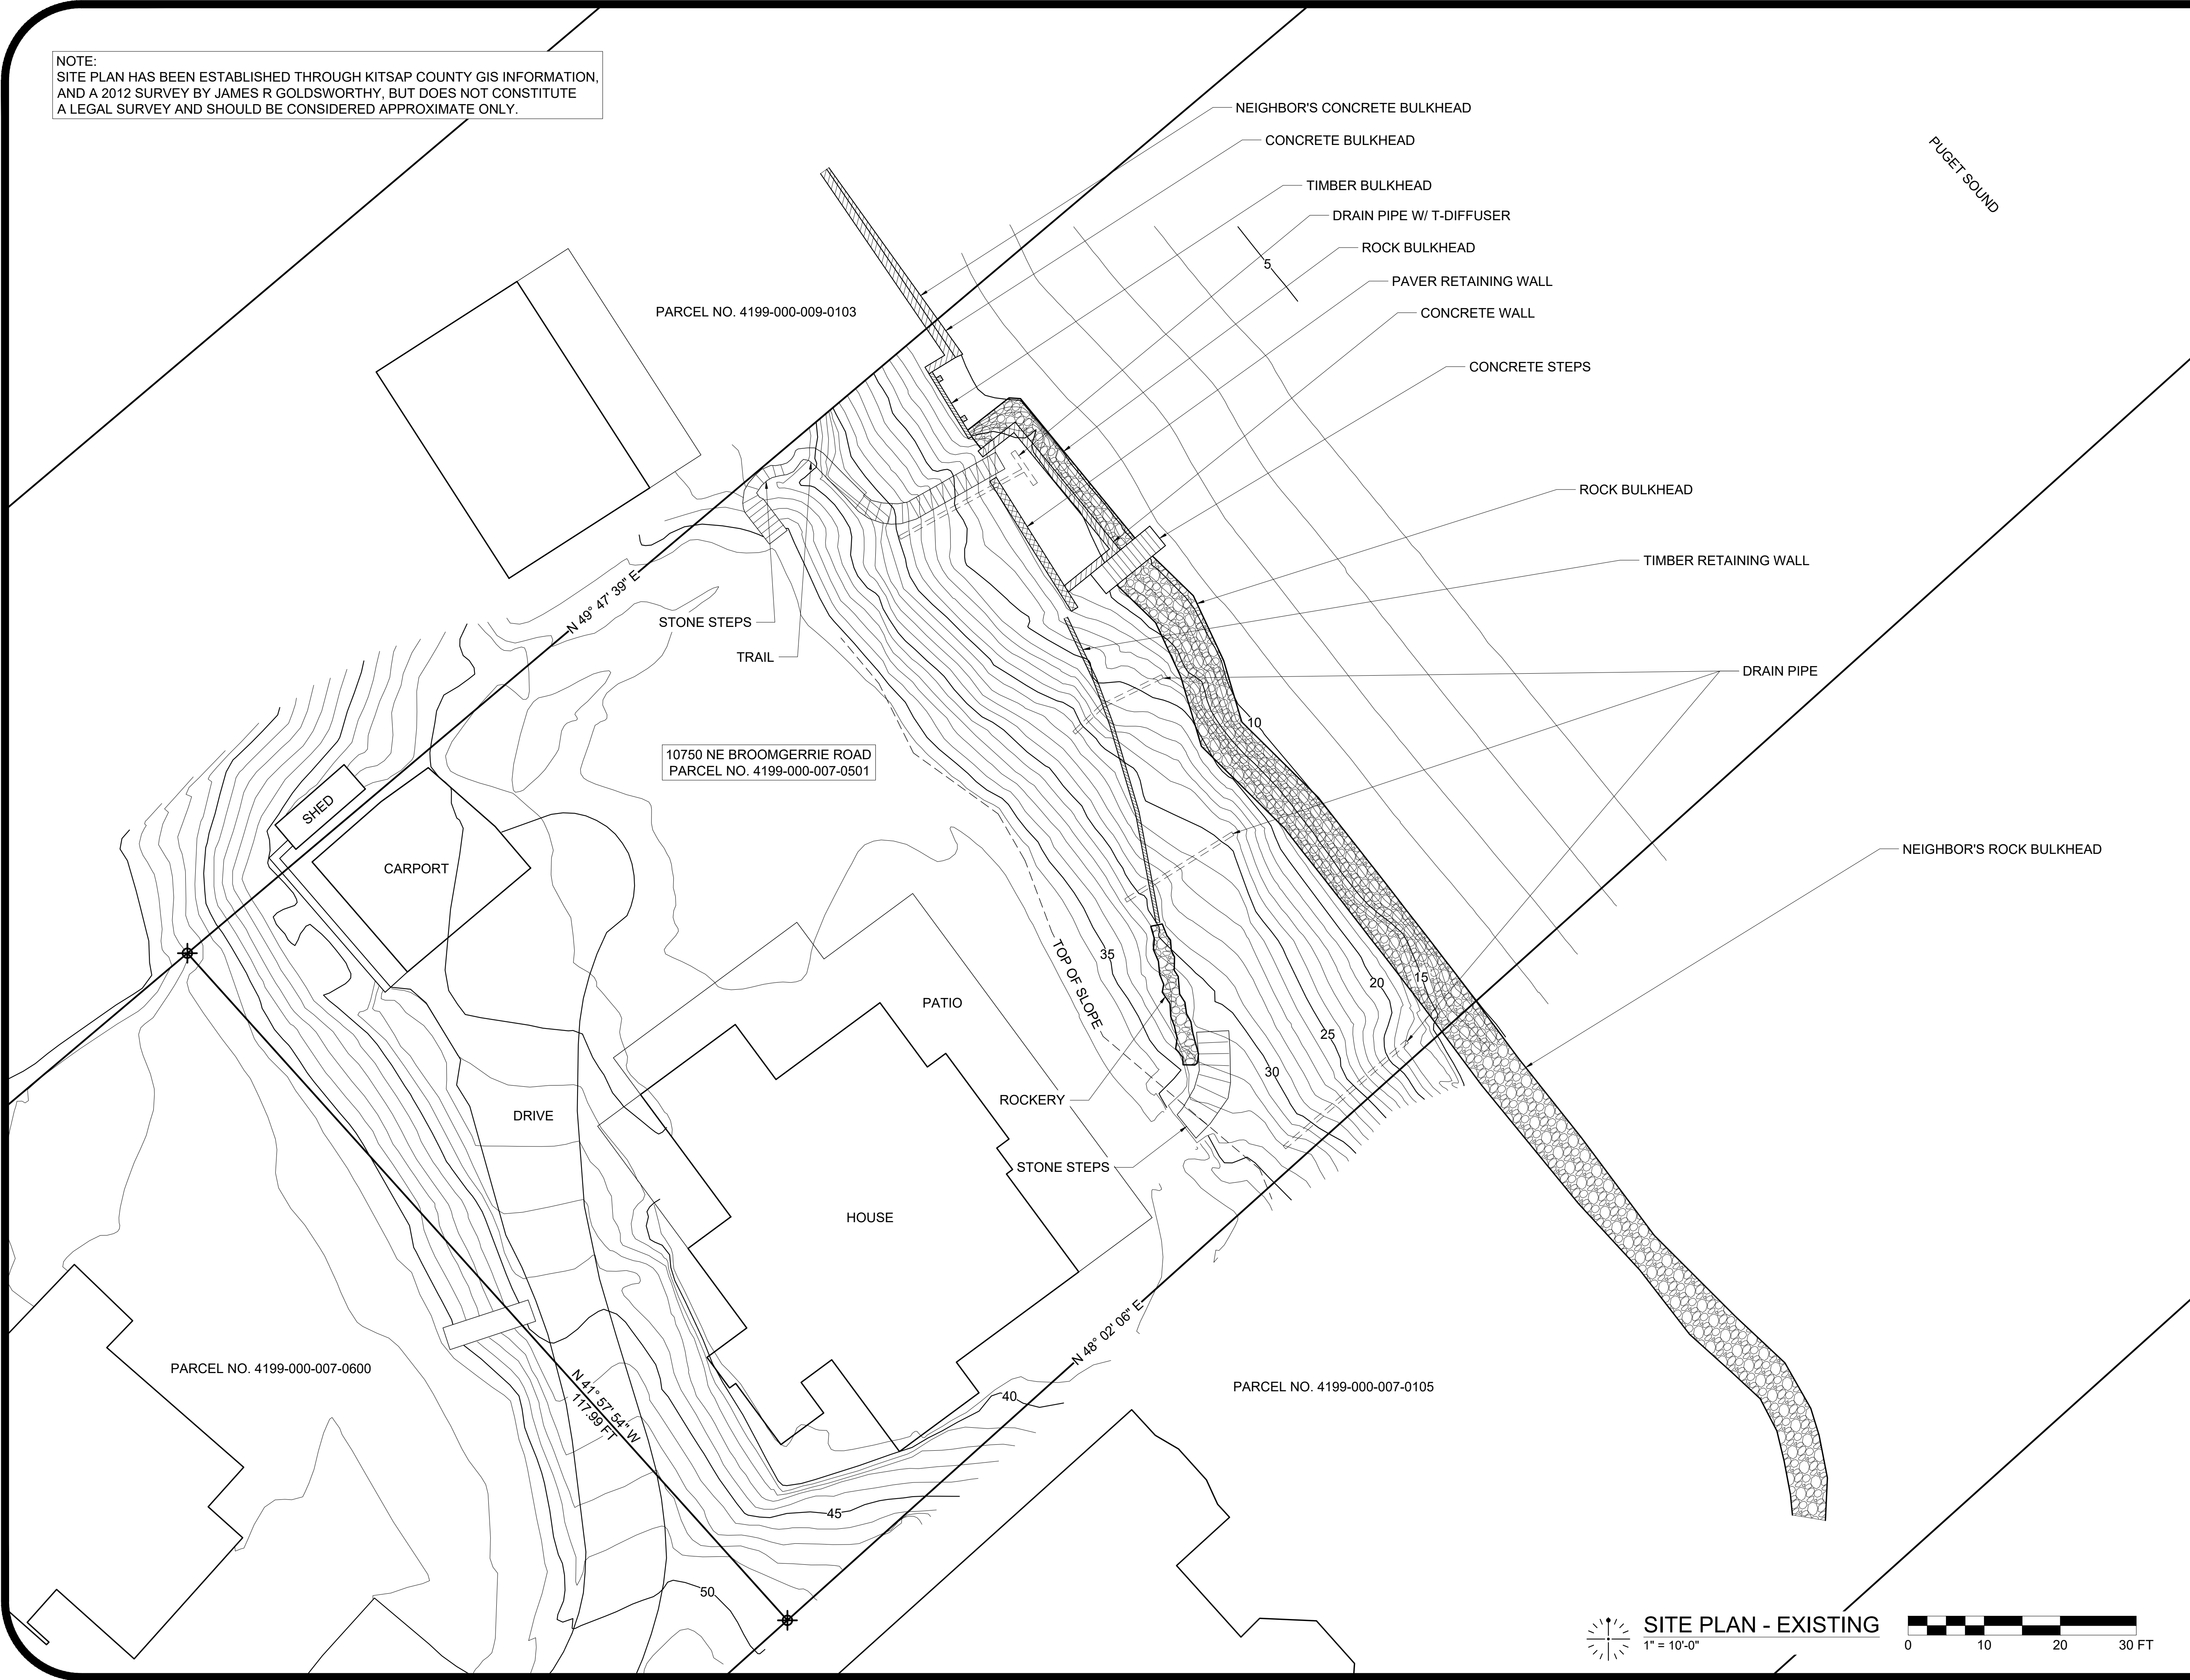 NOTE:
SITE PLAN HAS BEEN ESTABLISHED THROUGH KITSAP COUNTY GIS INFORMATION,
AND A 2012 SURVEY BY JAMES R GOLDSWORTHY, BUT DOES NOT CONSTITUTE
A LEGAL SURVEY AND SHOULD BE CONSIDERED APPROXIMATE ONLY.
NEIGHBOR'S CONCRETE BULKHEAD
CONCRETE BULKHEAD
PUGET SOUND
TIMBER BULKHEAD
DRAIN PIPE W/ T-DIFFUSER
ROCK BULKHEAD
5
PAVER RETAINING WALL
PARCEL NO. 4199-000-009-0103
CONCRETE WALL
CONCRETE STEPS
ROCK BULKHEAD
TIMBER RETAINING WALL
N 49° 47' 39" E
STONE STEPS
TRAIL
DRAIN PIPE
10
10750 NE BROOMGERRIE ROAD
PARCEL NO. 4199-000-007-0501
SHED
CARPORT
NEIGHBOR'S ROCK BULKHEAD
35
TOP OF SLOPE
15
20
PATIO
25
30
ROCKERY
DRIVE
STONE STEPS
HOUSE
N 48° 02' 06" E
PARCEL NO. 4199-000-007-0600
PARCEL NO. 4199-000-007-0105
N 41° 57' 54" W
117.99 FT
40
45
50
SITE PLAN - EXISTING
1" = 10'-0"
0 10 20 30 FT